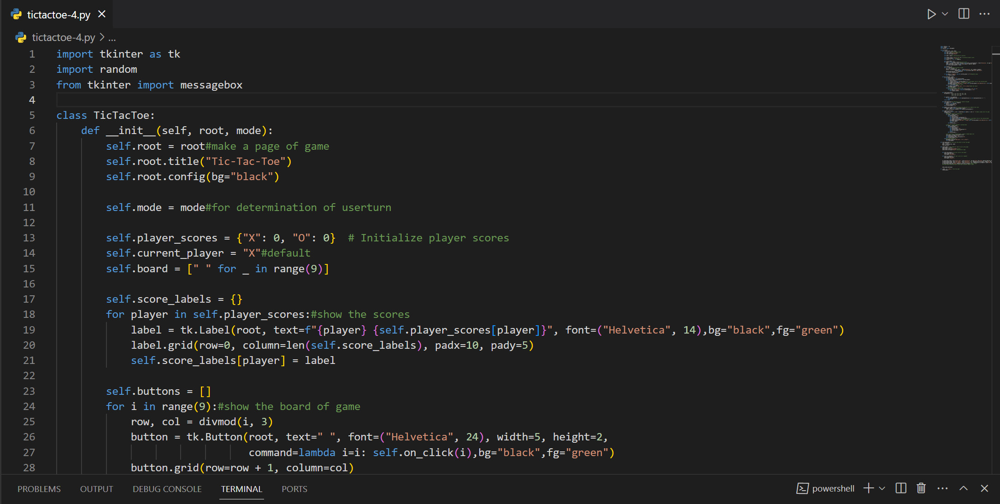 tictactoe-4.py
tictactoe-4.py > ...
1 import tkinter as tk
2 import random
3 from tkinter import messagebox
4
5 class TicTacToe:
6     def __init__(self, root, mode):
7         self.root = root#make a page of game
8         self.root.title("Tic-Tac-Toe")
9         self.root.config(bg="black")
10
11         self.mode = mode#for determination of userturn
12
13         self.player_scores = {"X": 0, "O": 0}  # Initialize player scores
14         self.current_player = "X"#default
15         self.board = [" " for _ in range(9)]
16
17         self.score_labels = {}
18         for player in self.player_scores:#show the scores
19             label = tk.Label(root, text=f"{player} {self.player_scores[player]}", font=("Helvetica", 14),bg="black",fg="green")
20             label.grid(row=0, column=len(self.score_labels), padx=10, pady=5)
21             self.score_labels[player] = label
22
23         self.buttons = []
24         for i in range(9):#show the board of game
25             row, col = divmod(i, 3)
26             button = tk.Button(root, text=" ", font=("Helvetica", 24), width=5, height=2,
27                                command=lambda i=i: self.on_click(i),bg="black",fg="green")
28             button.grid(row=row + 1, column=col)
PROBLEMS OUTPUT DEBUG CONSOLE TERMINAL PORTS powershell